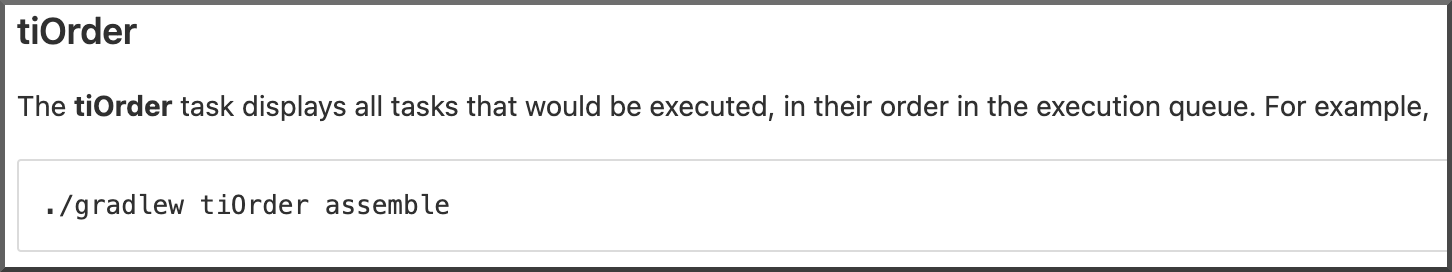 tiOrder
The tiOrder task displays all tasks that would be executed, in their order in the execution queue. For example,
./gradlew tiOrder assemble